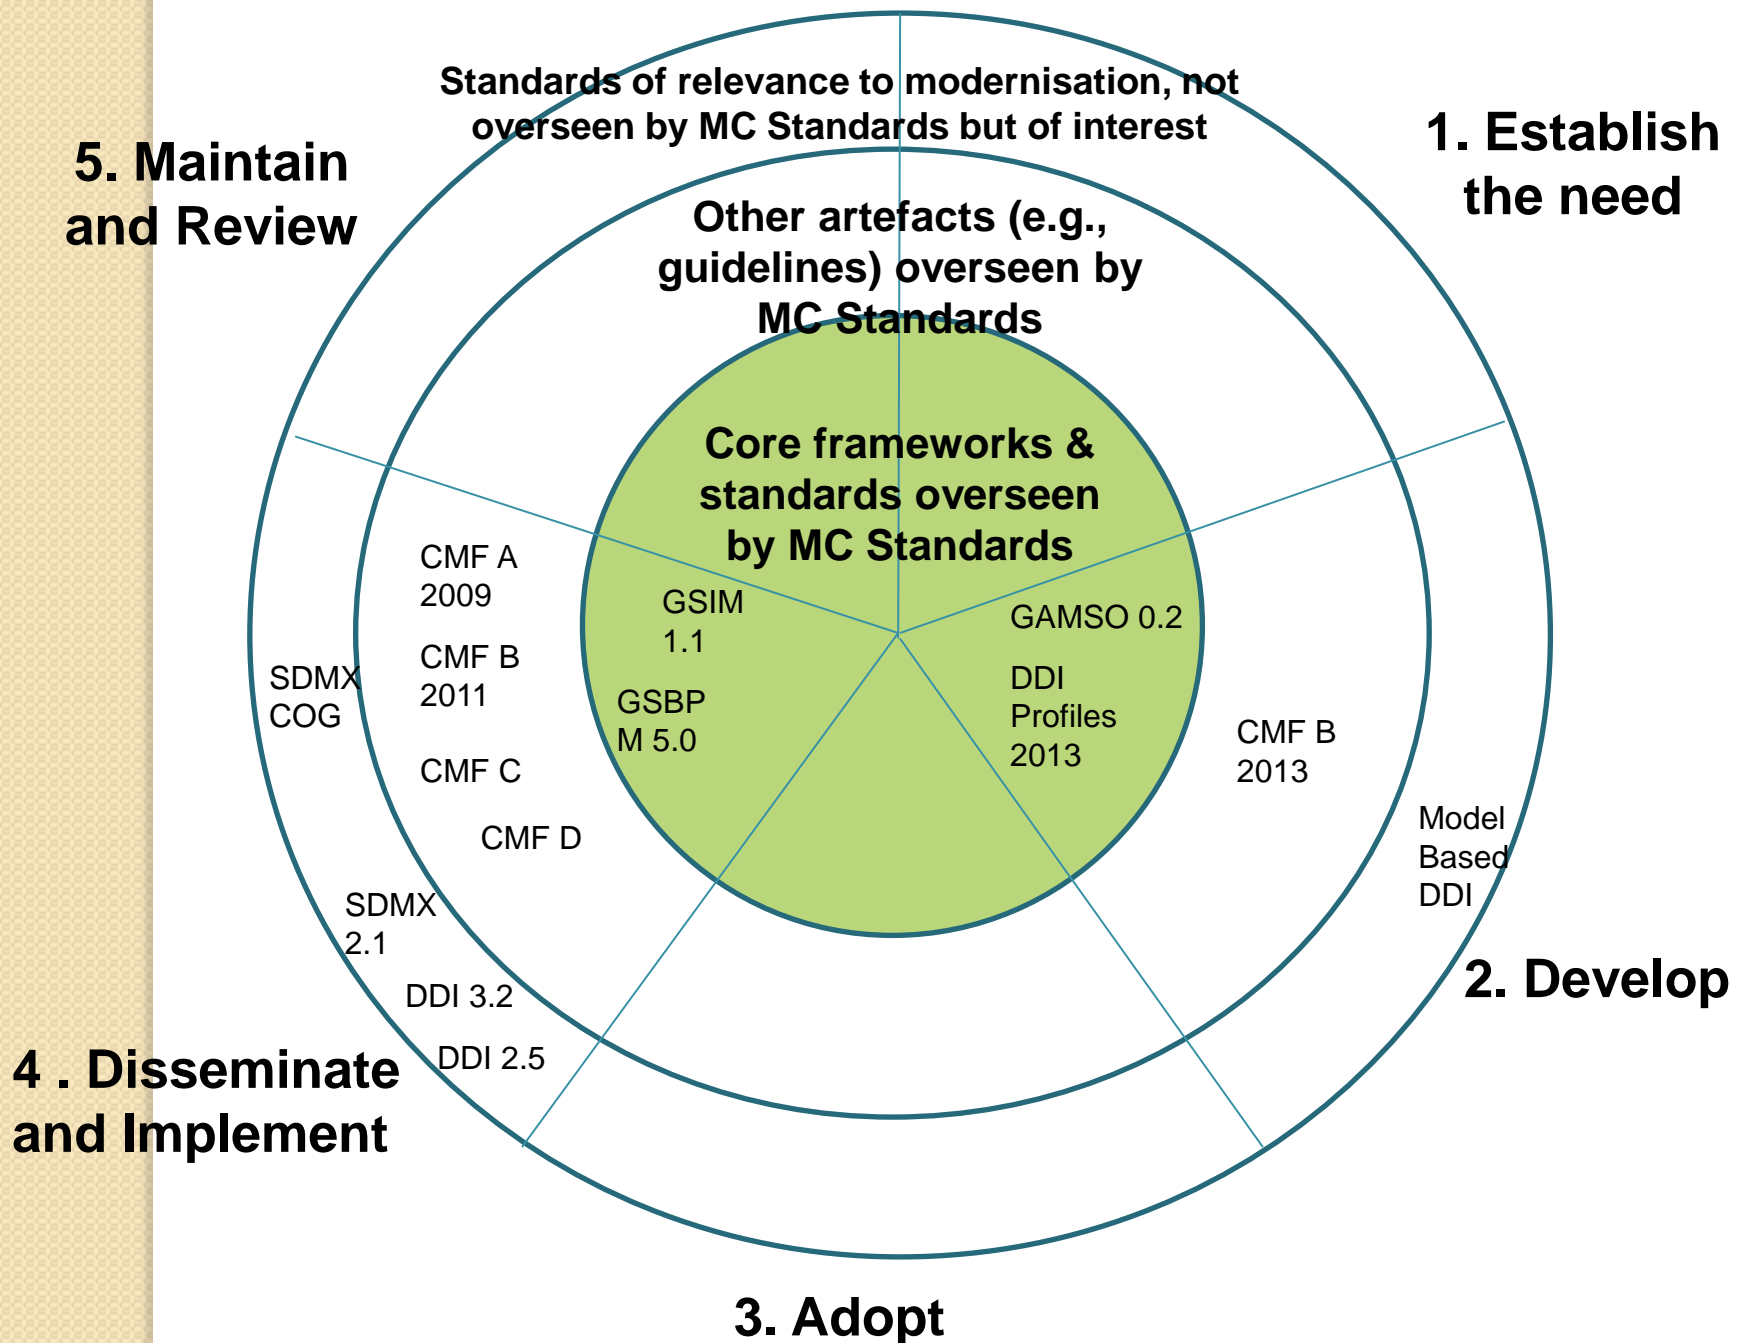 Standards of relevance to modernisation, not
overseen by MC Standards but of interest
1. Establish
the need
5. Maintain
and Review
Other artefacts (e.g.,
guidelines) overseen by
MC Standards
Core frameworks &
standards overseen
by MC Standards
CMF A
2009
GSIM
1.1
GAMSO 0.2
CMF B
2011
SDMX
COG
DDI
Profiles
2013
GSBP
M 5.0
CMF B
2013
CMF C
CMF D
Model
Based
DDI
SDMX
2.1
2. Develop
DDI 3.2
DDI 2.5
4 . Disseminate
and Implement
3. Adopt